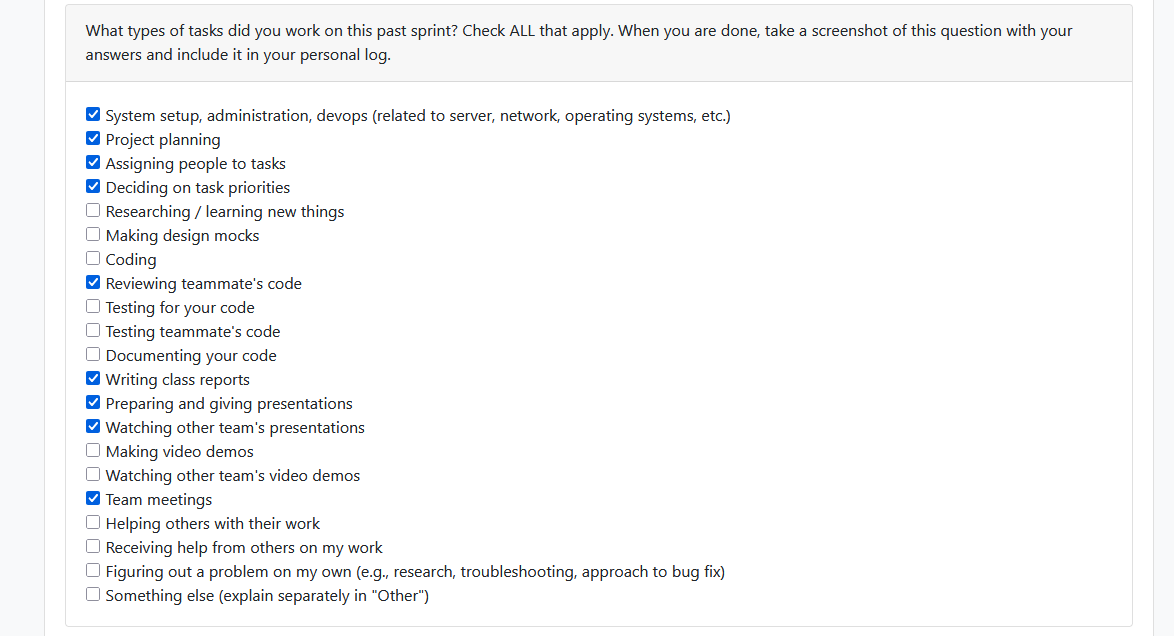 What types of tasks did you work on this past sprint? Check ALL that apply. When you are done, take a screenshot of this question with your
answers and include it in your personal log.
System setup, administration, devops (related to server, network, operating systems, etc.)
Project planning
Assigning people to tasks
Deciding on task priorities
Researching / learning new things
Making design mocks
Coding
Reviewing teammate's code
Testing for your code
Testing teammate's code
Documenting your code
Writing class reports
Preparing and giving presentations
Watching other team's presentations
Making video demos
Watching other team's video demos
Team meetings
Helping others with their work
Receiving help from others on my work
Figuring out a problem on my own (e.g., research, troubleshooting, approach to bug fix)
Something else (explain separately in "Other")